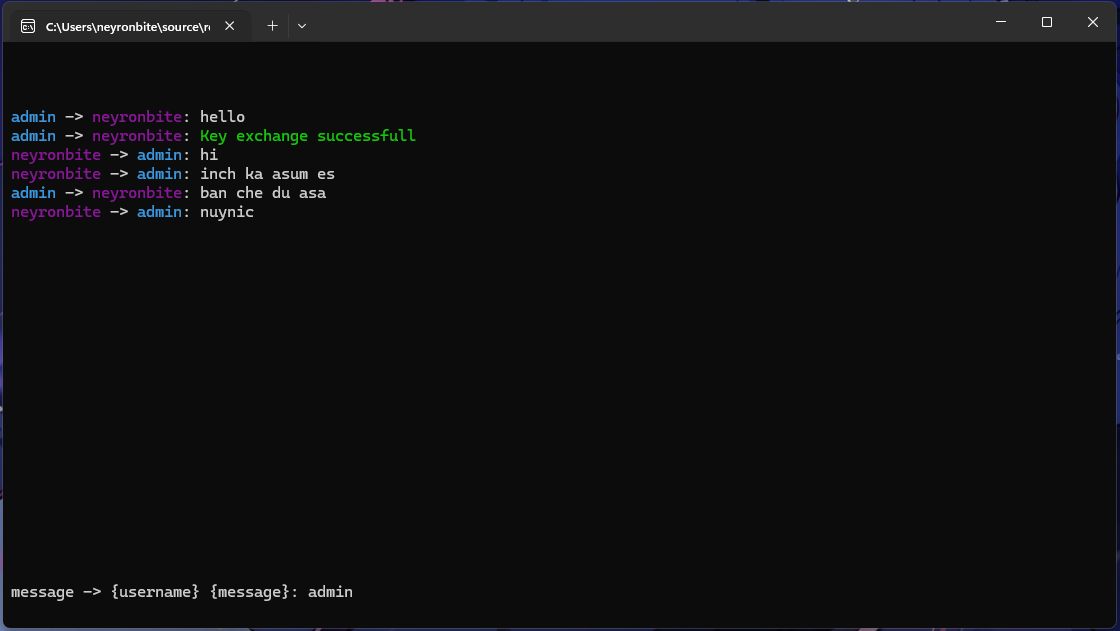 C:\Users\neyronbite\source\r
admin -> neyronbite: hello
admin -> neyronbite: Key exchange successfull
neyronbite -> admin: hi
neyronbite -> admin: inch ka asum es
admin -> neyronbite: ban che du asa
neyronbite -> admin: nuynic
message -> {username} {message}: admin